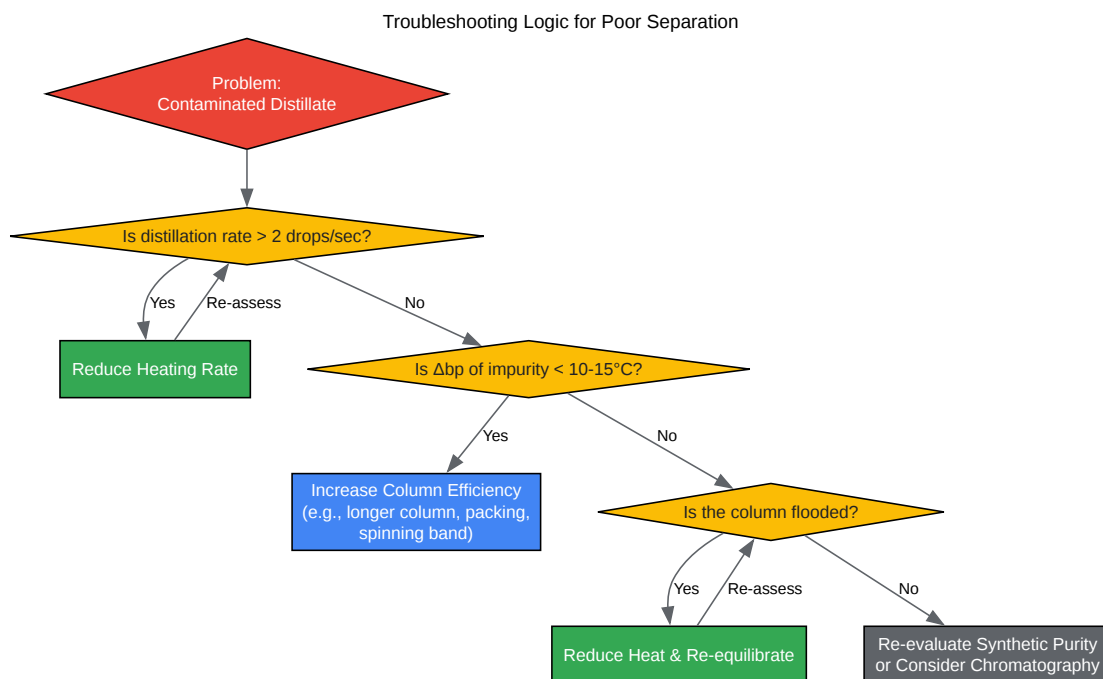 Troubleshooting Logic for Poor Separation
Problem:
Contaminated Distillate
Is distillation rate > 2 drops/sec?
Yes
Re-assess
No
Reduce Heating Rate
Is Δbp of impurity < 10-15°C?
Yes
No
Increase Column Efficiency
(e.g., longer column, packing,
spinning band)
Is the column flooded?
Yes
Re-assess
No
Reduce Heat & Re-equilibrate
Re-evaluate Synthetic Purity
or Consider Chromatography